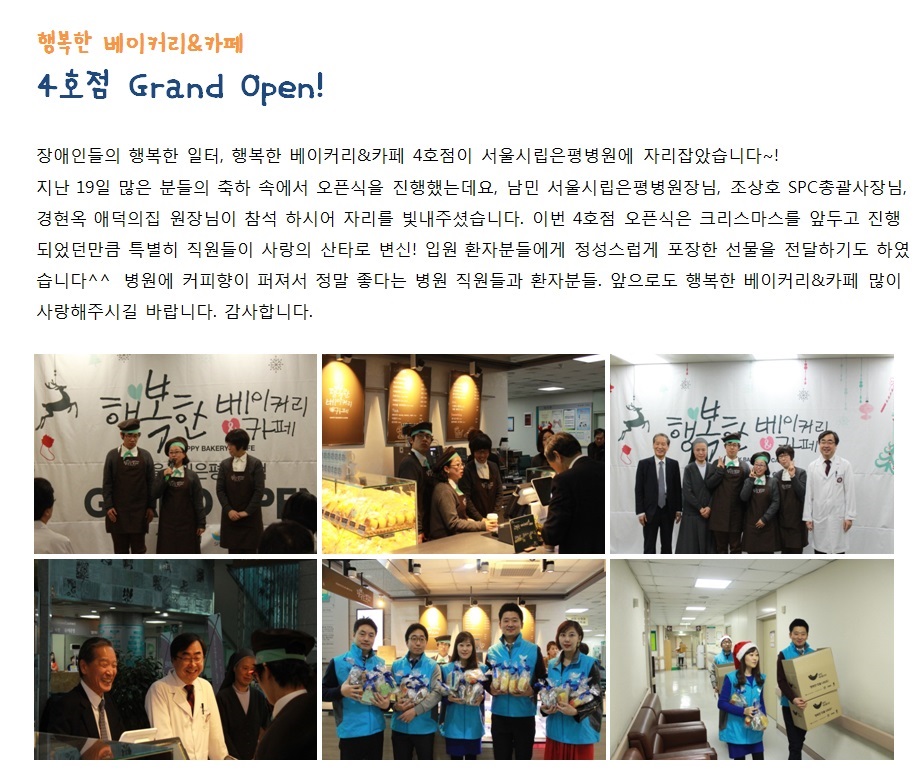 행복한 베이커리&카페
4호점 Grand Open!
장애인들의 행복한 일터, 행복한 베이커리&카페 4호점이 서울시립은평병원에 자리잡았습니다~!
지난 19일 많은 분들의 축하 속에서 오픈식을 진행했는데요, 남민 서울시립은평병원장님, 조상호 SPC총괄사장님,
경현옥 애덕의집 원장님이 참석 하시어 자리를 빛내주셨습니다. 이번 4호점 오픈식은 크리스마스를 앞두고 진행
되었던만큼 특별히 직원들이 사랑의 산타로 변신! 입원 환자분들에게 정성스럽게 포장한 선물을 전달하기도 하였
습니다^^ 병원에 커피향이 퍼져서 정말 좋다는 병원 직원들과 환자분들. 앞으로도 행복한 베이커리&카페 많이
사랑해주시길 바랍니다. 감사합니다.
행복한 베이커리
카페
행복한
베이커리
카페
행복한 베이커리
카페